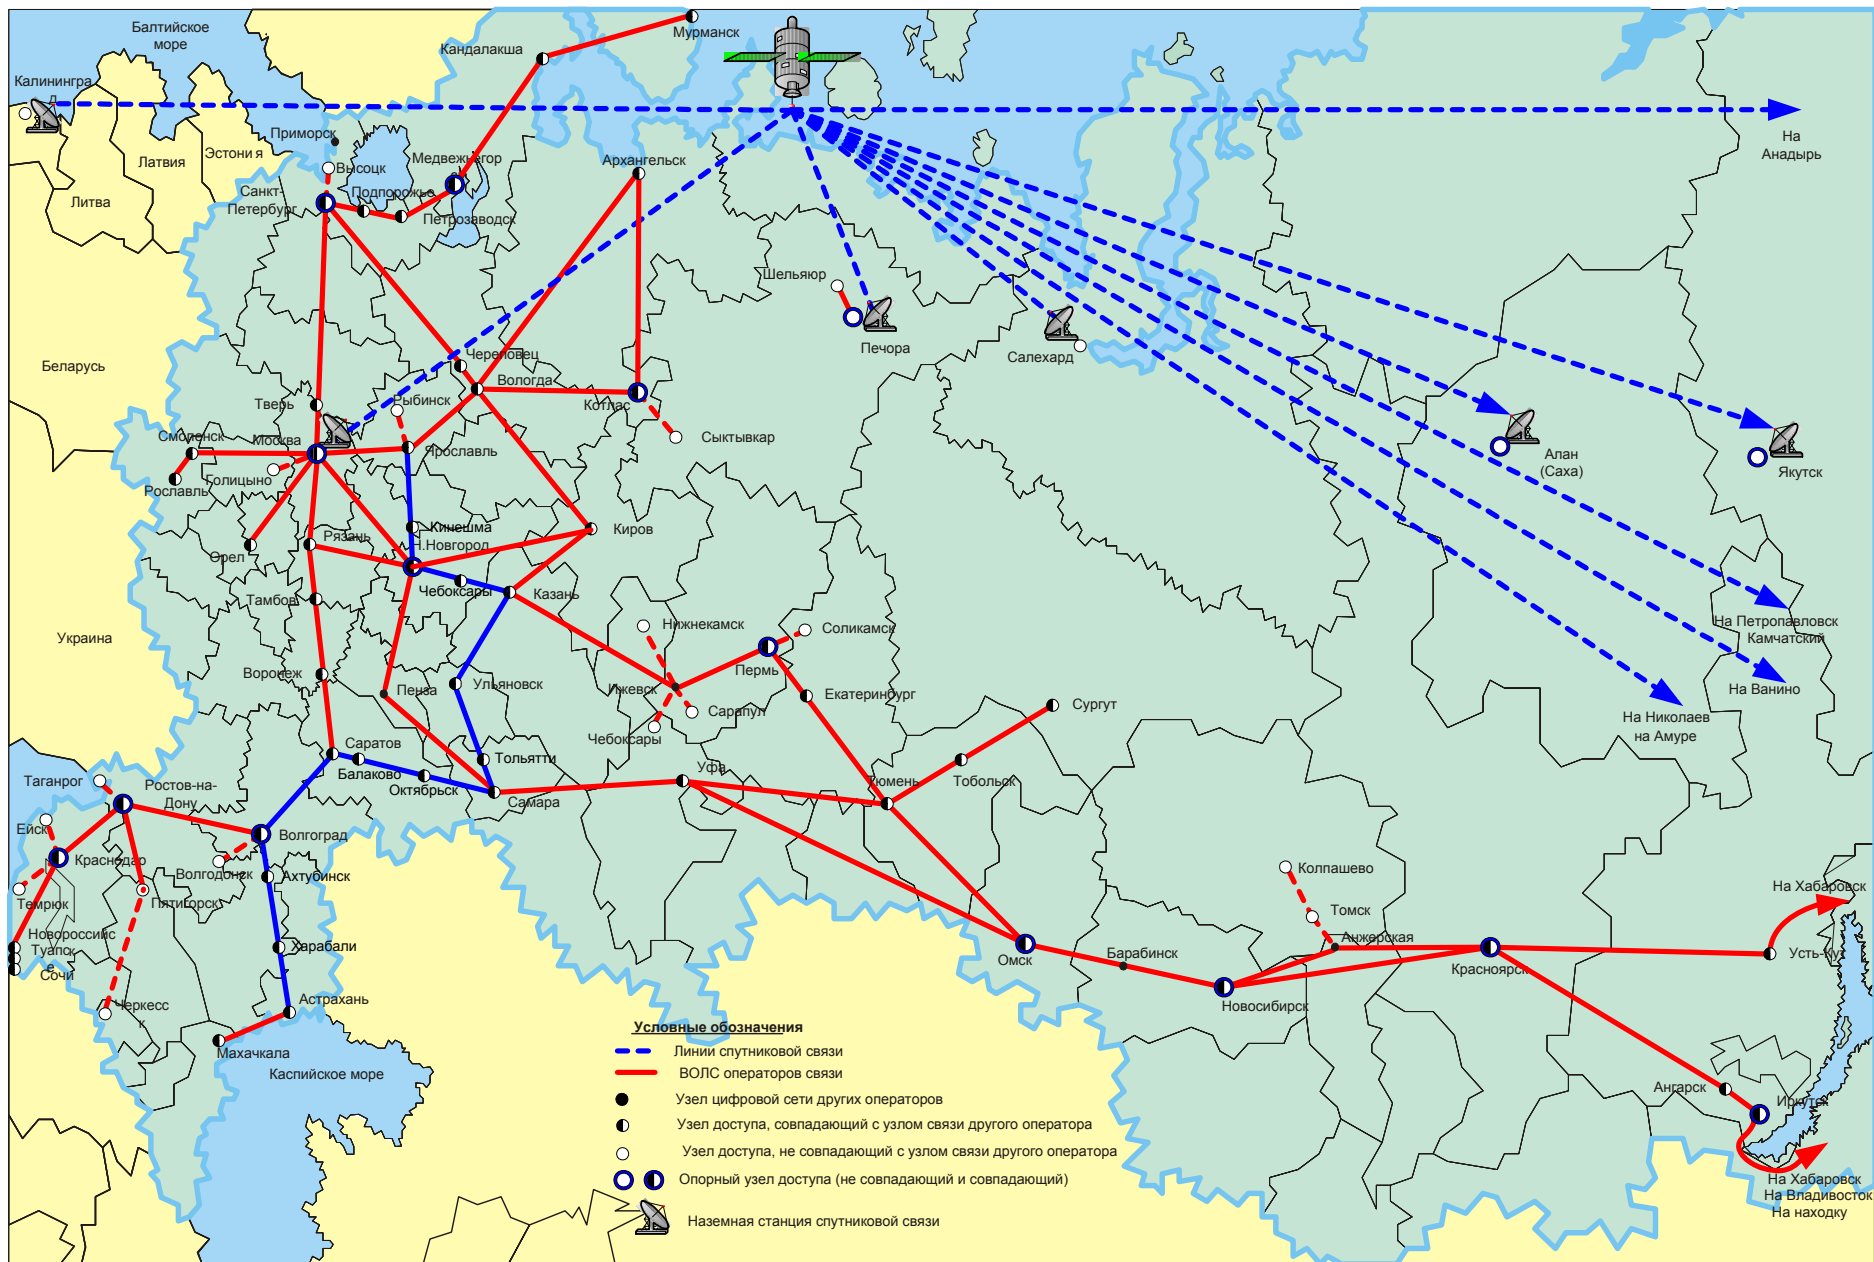 Балтийское
море
Мурманск
Кандалакша
Калинингра
д
Приморск
На
Анадырь
Эстония
Латвия
Литва
Высоцк
Медвежнегор
Архангельск
Санкт-
Петербург
Подпорожье
Петрозаводск
Шельяюр
Печора
Салехард
Беларусь
Череповец
Вологда
Рыбинск
Котлас
Тверь
Сыктывкар
Смоленск
Москва
Ярославль
Голицыно
Рославль
Алан
(Саха)
Якутск
Кинешма
Киров
Рязань
Н.Новгород
Орел
Чебоксары
Казань
Тамбов
Украина
Нижнекамск
Соликамск
На Петропавловск
Камчатский
Воронеж
Пенза
Ульяновск
Ижевск
Пермь
Екатеринбург
Сарапул
Чебоксары
Сургут
На Ванино
На Николаев
на Амуре
Саратов
Балаково
Тольятти
Октябрьск
Самара
Уфа
Тюмень
Тобольск
Таганрог
Ростов-на-
Дону
Ейск
Волгоград
Краснодар
Волгодонск
Ахтубинск
Темрюк
Пятигорск
Колпашево
Томск
На Хабаровск
Новороссийс
Туапс
е
Сочи
Харабали
Анжерская
Барабинск
Омск
Красноярск
Усть-Кут
Новосибирск
Астрахань
Черкесс
к
Махачкала
Каспийское море
Ангарск
Иркутск
На Хабаровск
На Владивосток
На находку
Условные обозначения
Линии спутниковой связи
ВОЛС операторов связи
Узел цифровой сети других операторов
Узел доступа, совпадающий с узлом связи другого оператора
Узел доступа, не совпадающий с узлом связи другого оператора
Опорный узел доступа (не совпадающий и совпадающий)
Наземная станция спутниковой связи